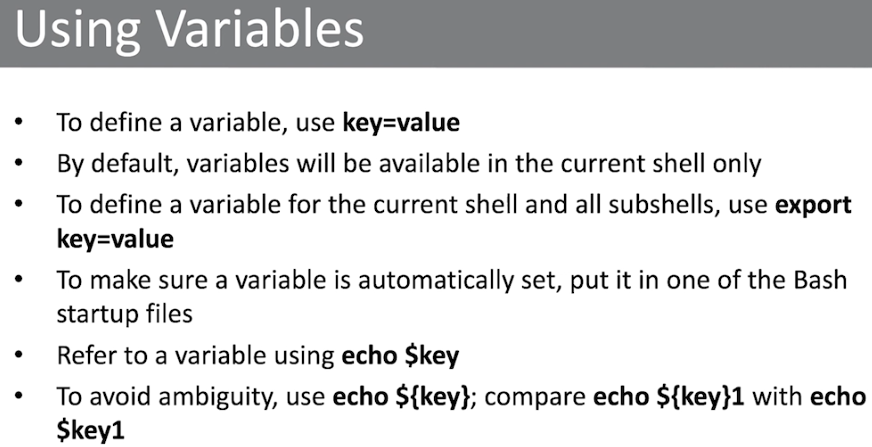 Using Variables
• To define a variable, use key=value
• By default, variables will be available in the current shell only
• To define a variable for the current shell and all subshells, use export
key=value
• To make sure a variable is automatically set, put it in one of the Bash
startup files
• Refer to a variable using echo $key
• To avoid ambiguity, use echo ${key}; compare echo ${key}1 with echo
$key1